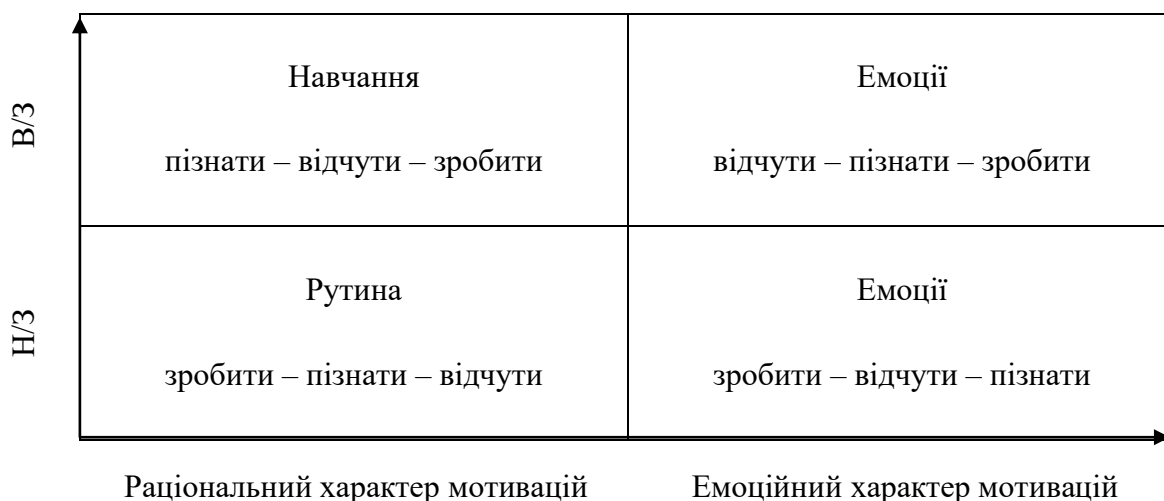 В/З
Навчання
Емоції
пізнати – відчути – зробити
відчути – пізнати – зробити
Н/З
Рутина
Емоції
зробити – пізнати – відчути
зробити – відчути – пізнати
Раціональний характер мотивацій
Емоційний характер мотивацій